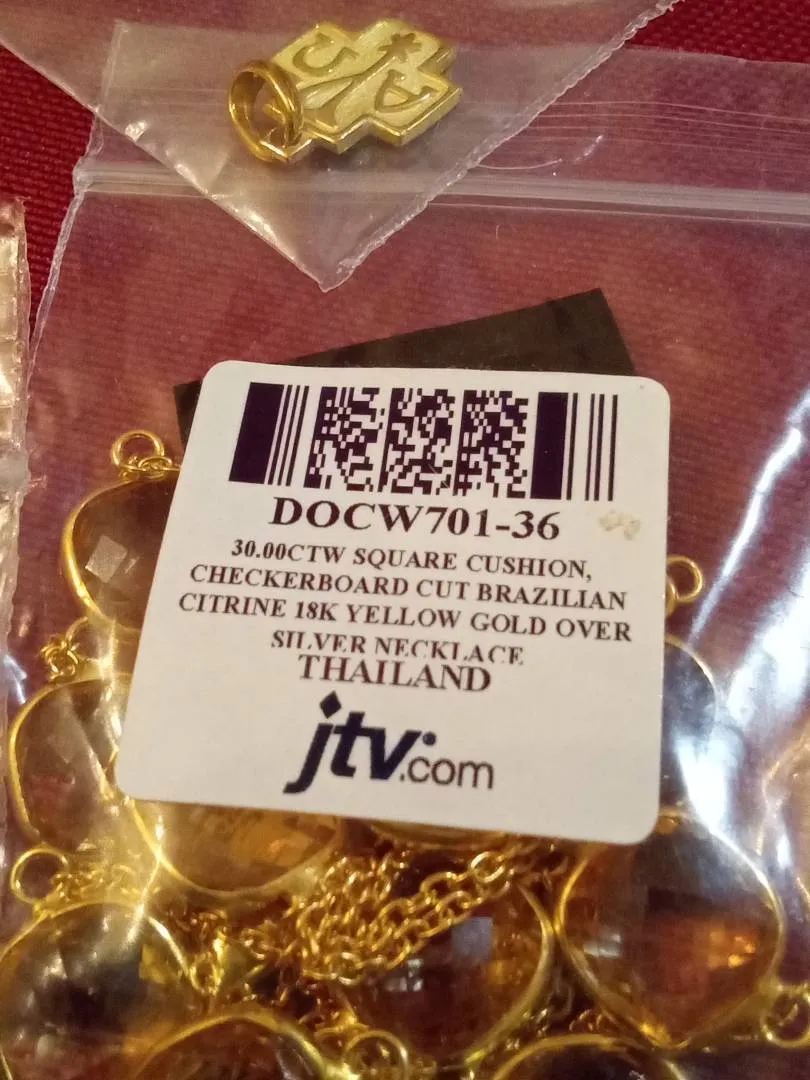 DOCW701-36
30.00CTW SQUARE CUSHION,
CHECKERBOARD CUT BRAZILIAN
CITRINE 18K YELLOW GOLD OVER
SILVER NECKLACE
THAILAND
jtv.com